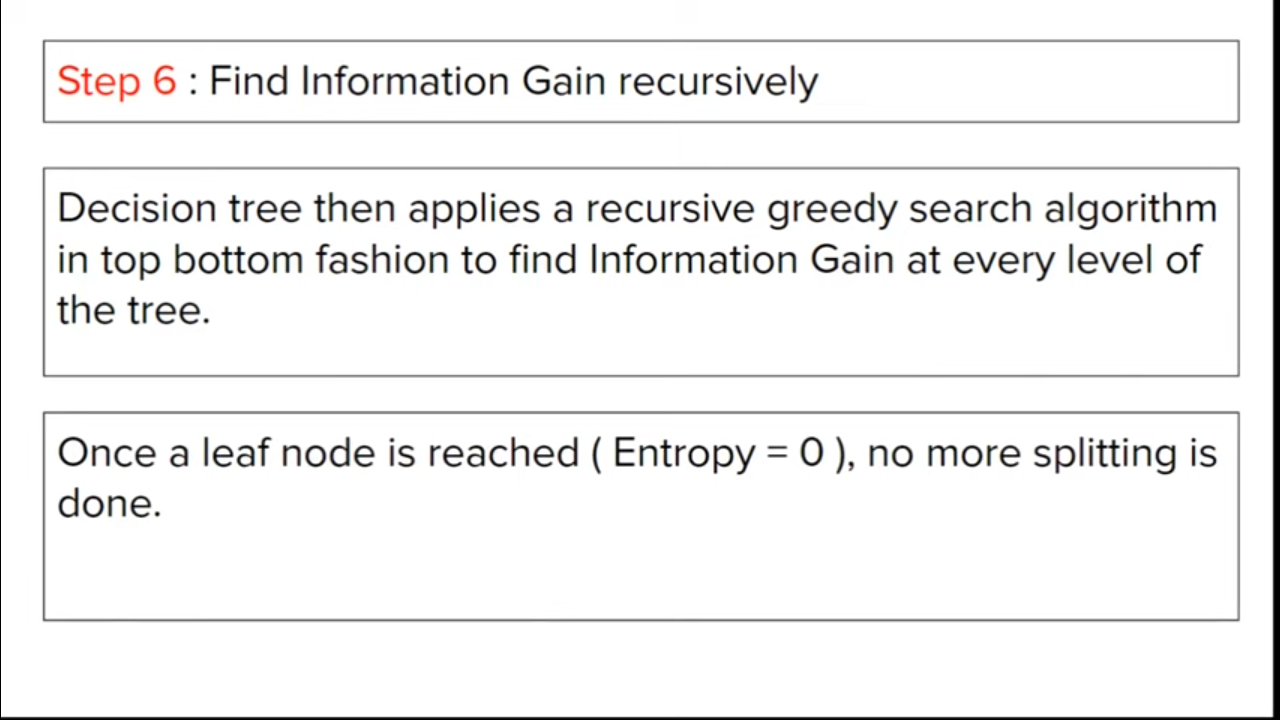 Step 6 : Find Information Gain recursively
Decision tree then applies a recursive greedy search algorithm
in top bottom fashion to find Information Gain at every level of
the tree.
Once a leaf node is reached ( Entropy = 0 ), no more splitting is
done.